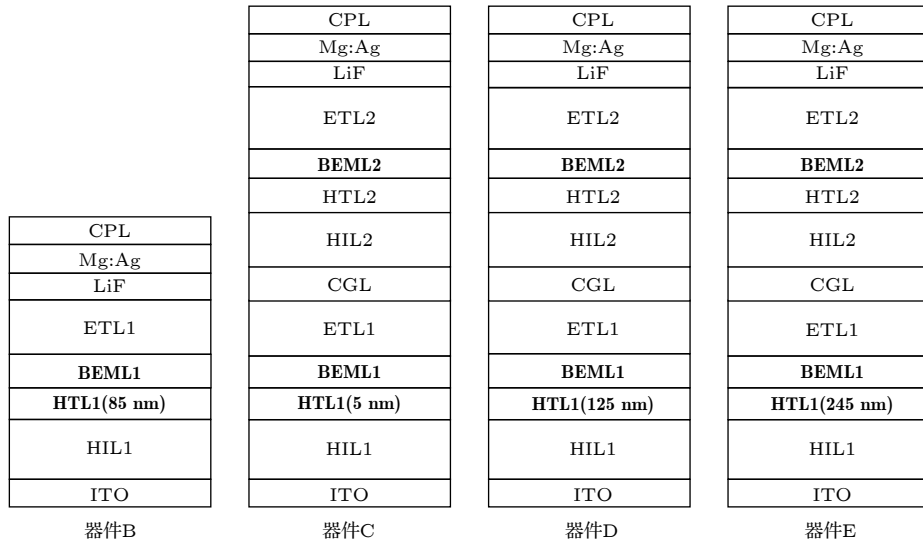 CPL
Mg:Ag
LiF
ETL1
BEML1
HTL1(85 nm)
HIL1
ITO
器件B
CPL
Mg:Ag
LiF
ETL2
BEML2
HTL2
HIL2
CGL
ETL1
BEML1
HTL1(5 nm)
HIL1
ITO
器件C
CPL
Mg:Ag
LiF
ETL2
BEML2
HTL2
HIL2
CGL
ETL1
BEML1
HTL1(125 nm)
HIL1
ITO
器件D
CPL
Mg:Ag
LiF
ETL2
BEML2
HTL2
HIL2
CGL
ETL1
BEML1
HTL1(245 nm)
HIL1
ITO
器件E